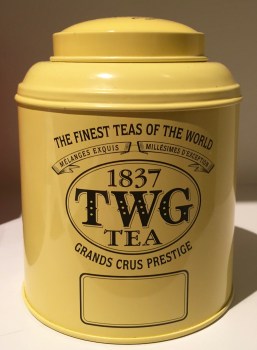 THE FINEST TEAS OF THE WORLD
MÉLANGES EXQUIS MILLÉSIMES D'EXCEPTION
1837
TWG
TEA
GRANDS CRUS PRESTIGE